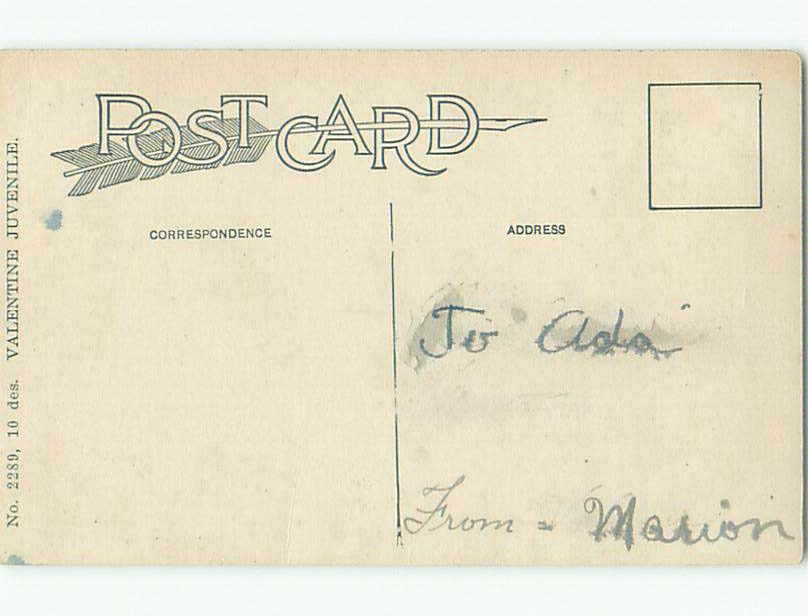 POST CARD
CORRESPONDENCE
ADDRESS
To Ada
From - Marion
No. 2289, 10 des. VALENTINE JUVENILE.